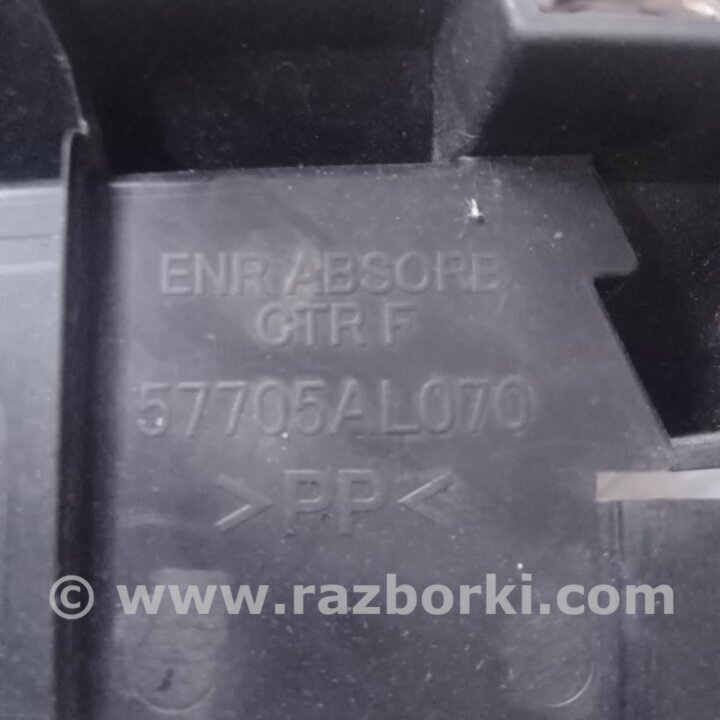 ENR ABSORB
CTR F
57705AL070
>PP<
© www.razborki.com